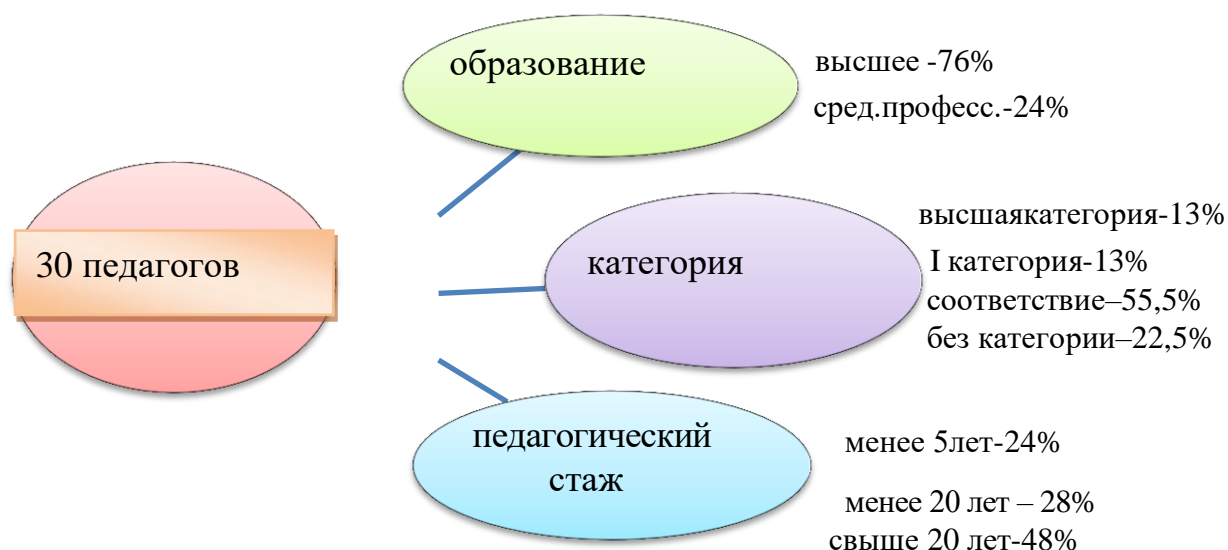 30 педагогов
образование
высшее -76%
сред.професс.-24%
категория
высшаякатегория-13%
I категория-13%
соответствие–55,5%
без категории–22,5%
педагогический
стаж
менее 5лет-24%
менее 20 лет – 28%
свыше 20 лет-48%